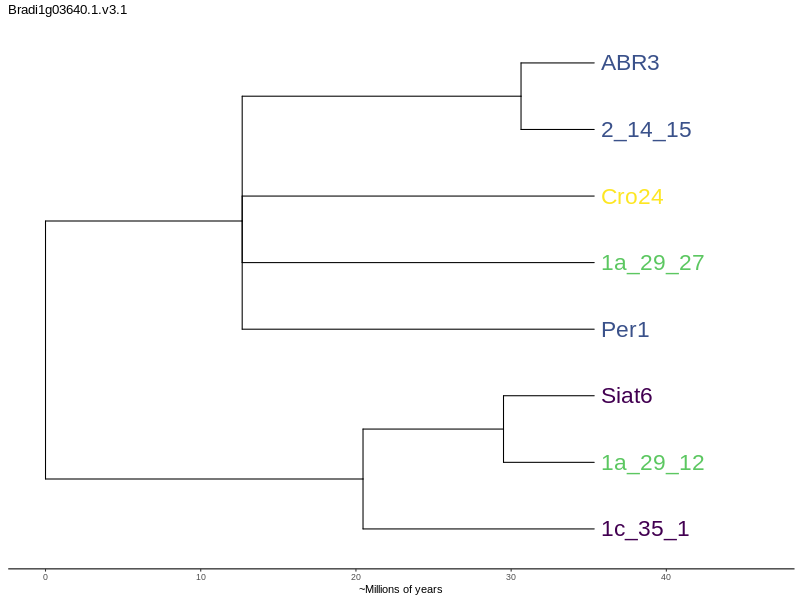 Bradi1g03640.1.v3.1
ABR3
2_14_15
Cro24
1a_29_27
Per1
Siat6
1a_29_12
1c_35_1
0 10 20 30 40
~Millions of years